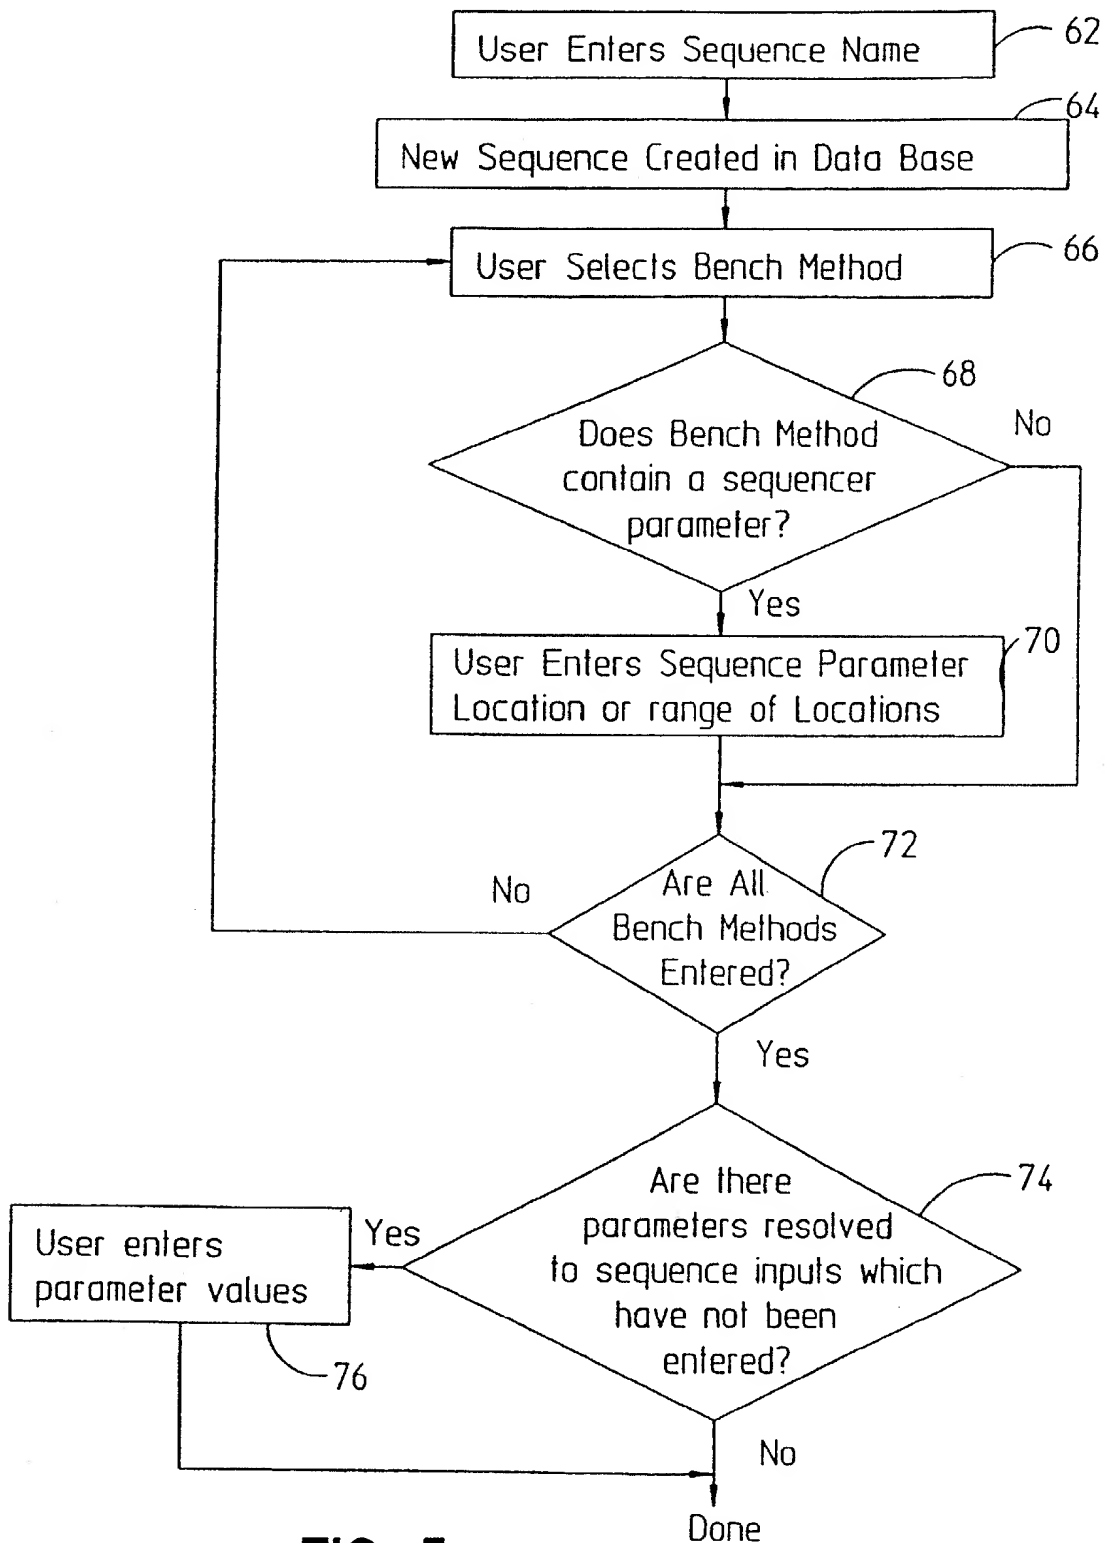 User Enters Sequence Name
62
64
New Sequence Created in Data Base
66
User Selects Bench Method
68
No
Does Bench Method
contain a sequencer
parameter?
Yes
70
User Enters Sequence Parameter
Location or range of Locations
72
No
Are All
Bench Methods
Entered?
Yes
74
Are there
parameters resolved
to sequence inputs which
have not been
entered?
Yes
User enters
parameter values
76
No
Done